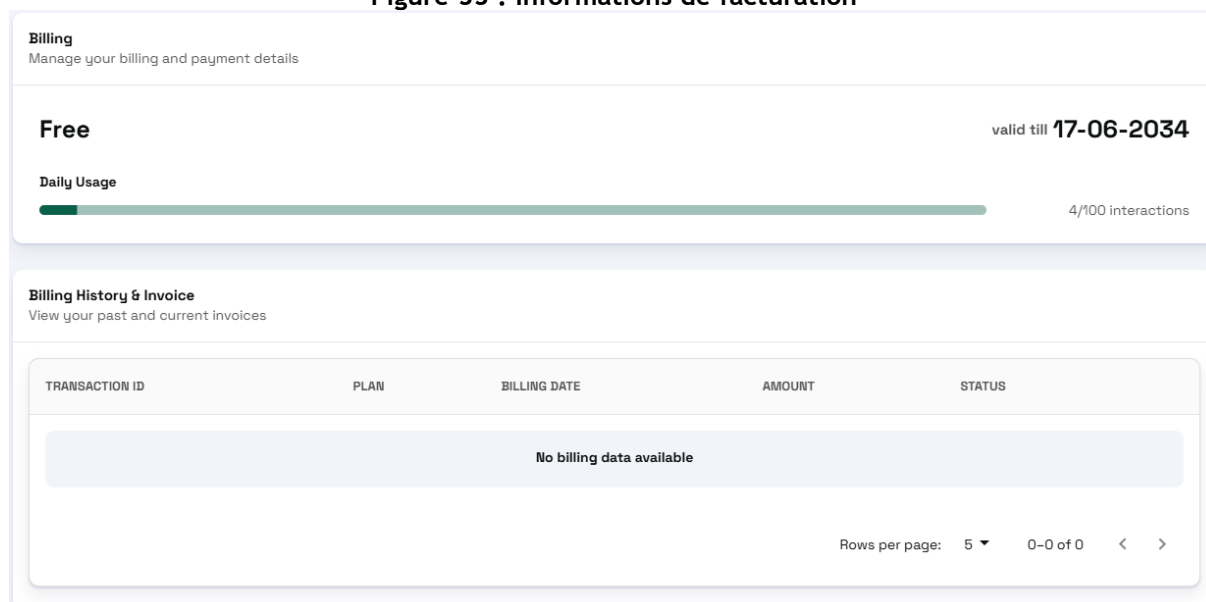 Figure 33 : Informations de facturation
Billing
Manage your billing and payment details
Free
valid till 17-06-2034
Daily Usage
4/100 interactions
Billing History & Invoice
View your past and current invoices
TRANSACTION ID PLAN BILLING DATE AMOUNT STATUS
No billing data available
Rows per page: 5 0-0 of 0